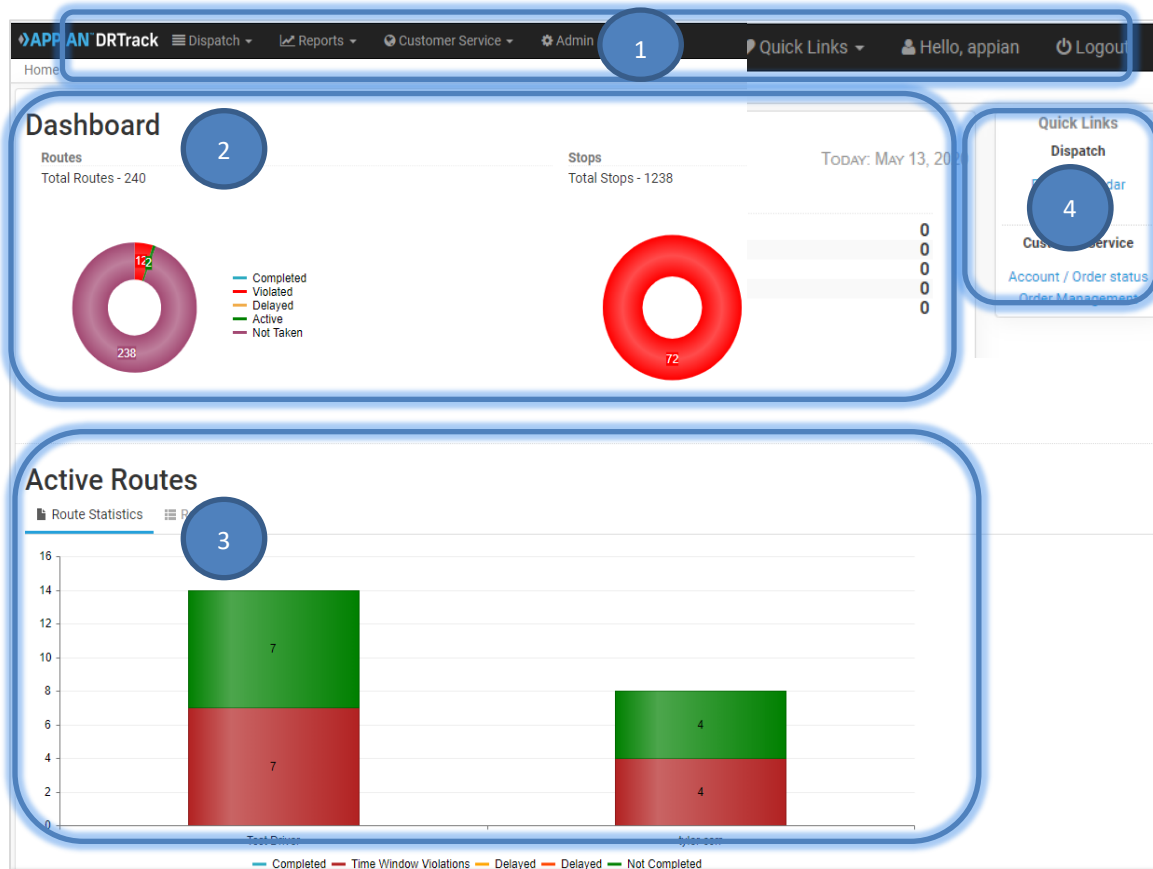 APPIAN DRTrack Dispatch Reports Customer Service Admin 1 Quick Links Hello, appian Logout
Home
Dashboard
2
Routes
Total Routes - 240
Stops
Total Stops - 1238
TODAY: MAY 13, 2020
12
2
238
Completed
Violated
Delayed
Active
Not Taken
72
0
0
0
0
0
Quick Links
Dispatch
4
Customer Service
Account / Order status
Order Management
Active Routes
Route Statistics
3
16
14
12
10
8
6
4
2
0
7
7
4
4
Test Driver
Completed Time Window Violations Delayed Delayed Not Completed